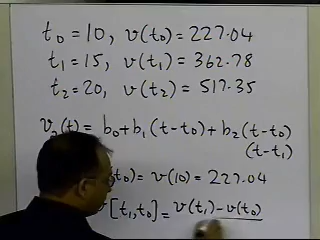 t₀ = 10, v(t₀) = 227.04
t₁ = 15, v(t₁) = 362.78
t₂ = 20, v(t₂) = 517.35
v₂(t) = b₀ + b₁(t-t₀) + b₂(t-t₀)
(t-t₁)
t₀) = v(10) = 227.04
[t₁,t₀] = v(t₁) - v(t₀)